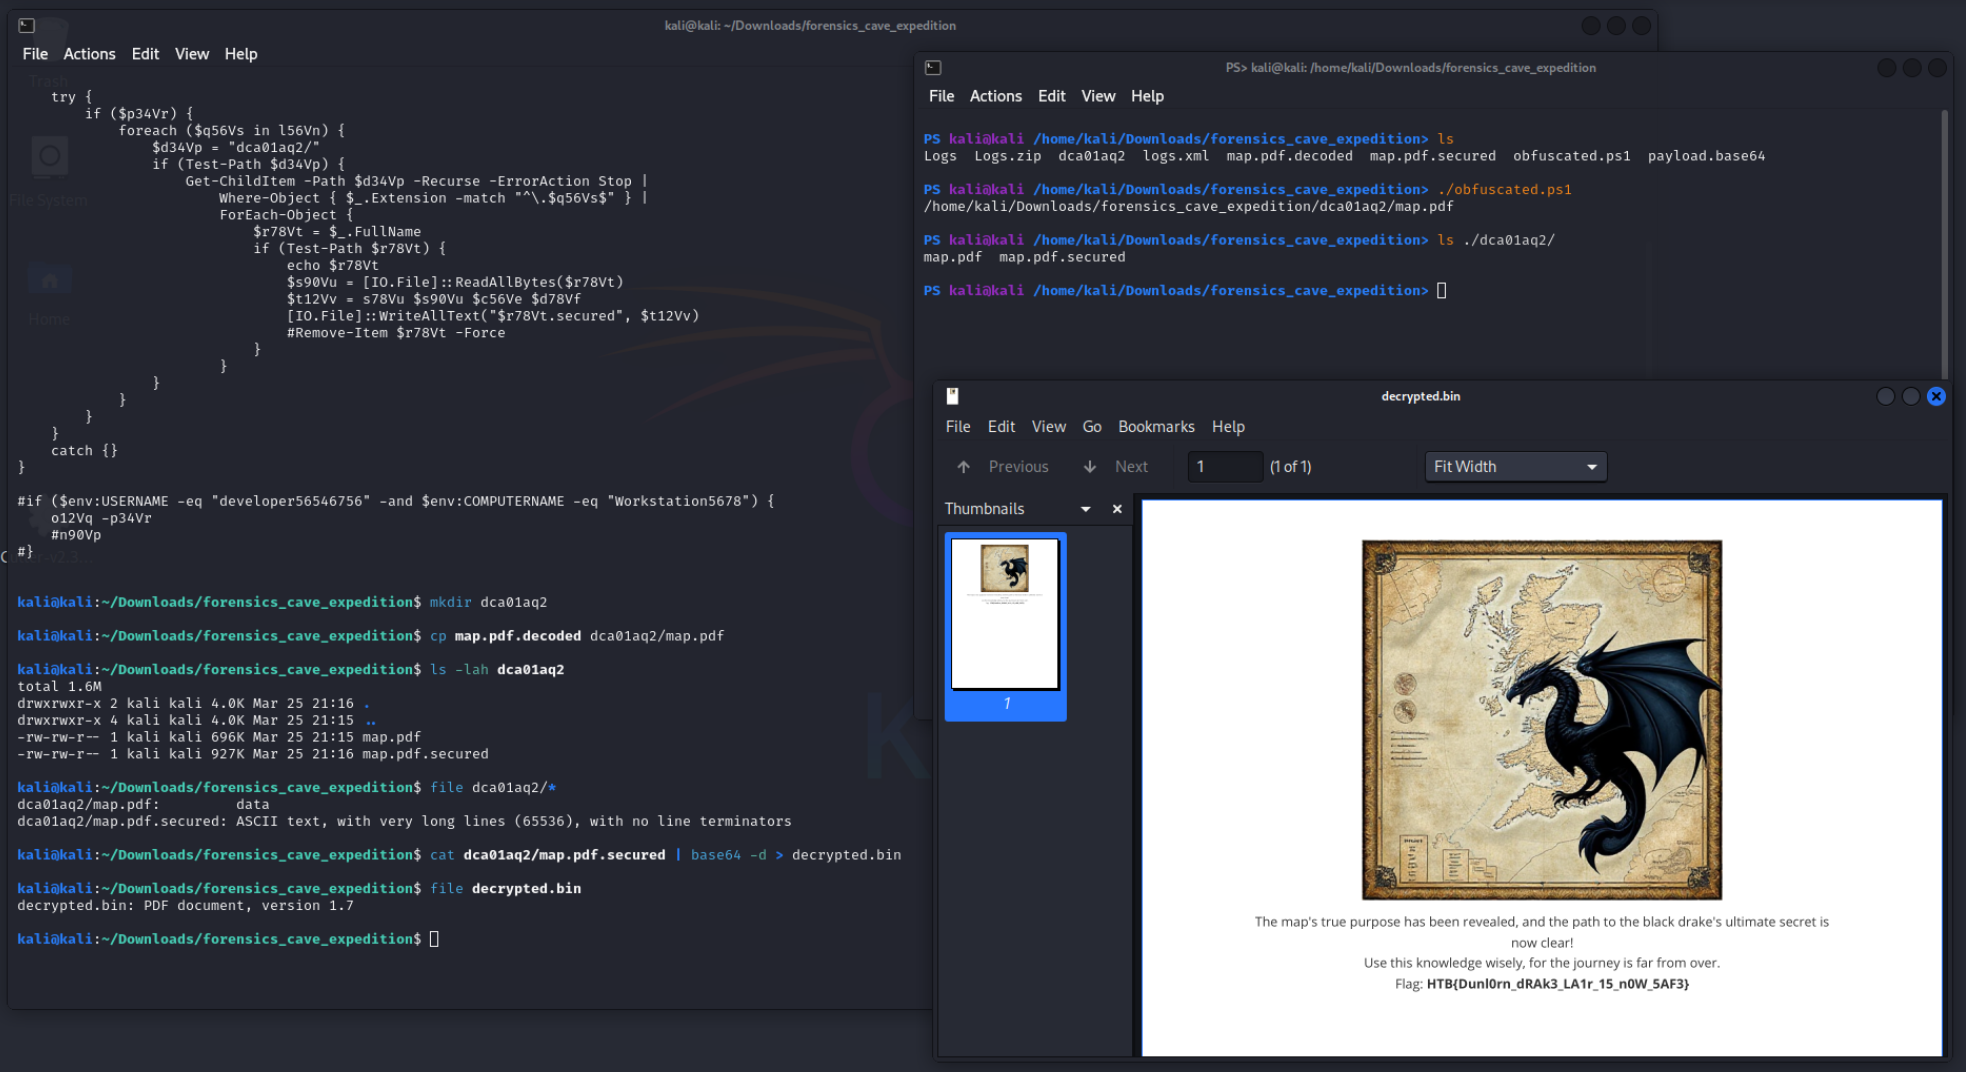 kali@kali: ~/Downloads/forensics_cave_expedition
File Actions Edit View Help
Trash
File System
Home
    try {
        if ($p34Vr) {
            foreach ($q56Vs in l56Vn) {
                $d34Vp = "dca01aq2/"
                if (Test-Path $d34Vp) {
                    Get-ChildItem -Path $d34Vp -Recurse -ErrorAction Stop |
                        Where-Object { $_.Extension -match "^\.$q56Vs$" } |
                        ForEach-Object {
                            $r78Vt = $_.FullName
                            if (Test-Path $r78Vt) {
                                echo $r78Vt
                                $s90Vu = [IO.File]::ReadAllBytes($r78Vt)
                                $t12Vv = s78Vu $s90Vu $c56Ve $d78Vf
                                [IO.File]::WriteAllText("$r78Vt.secured", $t12Vv)
                                #Remove-Item $r78Vt -Force
                            }
                        }
                }
            }
        }
    }
    catch {}
}
#if ($env:USERNAME -eq "developer56546756" -and $env:COMPUTERNAME -eq "Workstation5678") {
    o12Vq -p34Vr
    #n90Vp
#}
kali@kali:~/Downloads/forensics_cave_expedition$ mkdir dca01aq2
kali@kali:~/Downloads/forensics_cave_expedition$ cp map.pdf.decoded dca01aq2/map.pdf
kali@kali:~/Downloads/forensics_cave_expedition$ ls -lah dca01aq2
total 1.6M
drwxrwxr-x 2 kali kali 4.0K Mar 25 21:16 .
drwxrwxr-x 4 kali kali 4.0K Mar 25 21:15 ..
-rw-rw-r-- 1 kali kali 696K Mar 25 21:15 map.pdf
-rw-rw-r-- 1 kali kali 927K Mar 25 21:16 map.pdf.secured
kali@kali:~/Downloads/forensics_cave_expedition$ file dca01aq2/*
dca01aq2/map.pdf:         data
dca01aq2/map.pdf.secured: ASCII text, with very long lines (65536), with no line terminators
kali@kali:~/Downloads/forensics_cave_expedition$ cat dca01aq2/map.pdf.secured | base64 -d > decrypted.bin
kali@kali:~/Downloads/forensics_cave_expedition$ file decrypted.bin
decrypted.bin: PDF document, version 1.7
kali@kali:~/Downloads/forensics_cave_expedition$
PS> kali@kali: /home/kali/Downloads/forensics_cave_expedition
File Actions Edit View Help
PS kali@kali /home/kali/Downloads/forensics_cave_expedition> ls
Logs  Logs.zip  dca01aq2  logs.xml  map.pdf.decoded  map.pdf.secured  obfuscated.ps1  payload.base64
PS kali@kali /home/kali/Downloads/forensics_cave_expedition> ./obfuscated.ps1
/home/kali/Downloads/forensics_cave_expedition/dca01aq2/map.pdf
PS kali@kali /home/kali/Downloads/forensics_cave_expedition> ls ./dca01aq2/
map.pdf  map.pdf.secured
PS kali@kali /home/kali/Downloads/forensics_cave_expedition>
decrypted.bin
File Edit View Go Bookmarks Help
Previous Next 1 (1 of 1) Fit Width
Thumbnails
1
The map's true purpose has been revealed, and the path to the black drake's ultimate secret is
now clear!
Use this knowledge wisely, for the journey is far from over.
Flag: HTB{Dunl0rn_dRAk3_LA1r_15_n0W_5AF3}